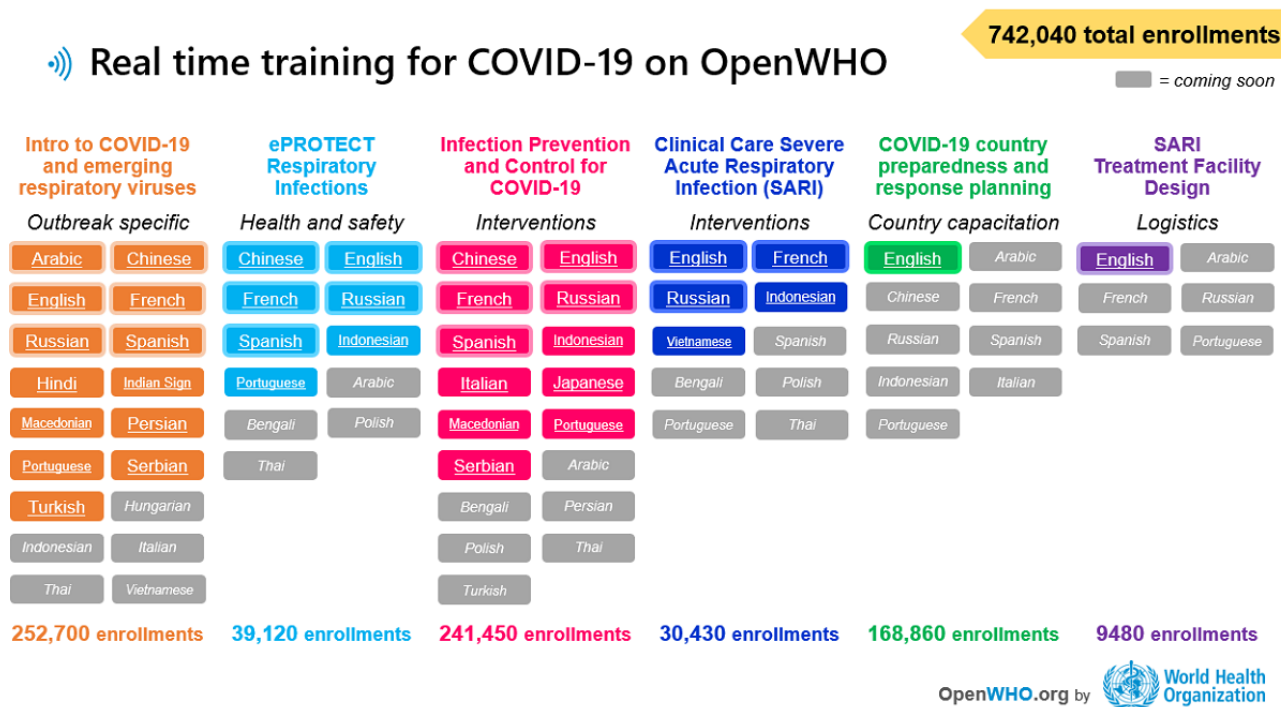 742,040 total enrollments
Real time training for COVID-19 on OpenWHO
= coming soon
Intro to COVID-19
and emerging
respiratory viruses
Outbreak specific
Arabic Chinese
English French
Russian Spanish
Hindi Indian Sign
Macedonian Persian
Portuguese Serbian
Turkish Hungarian
Indonesian Italian
Thai Vietnamese
252,700 enrollments
ePROTECT
Respiratory
Infections
Health and safety
Chinese English
French Russian
Spanish Indonesian
Portuguese Arabic
Bengali Polish
Thai
39,120 enrollments
Infection Prevention
and Control for
COVID-19
Interventions
Chinese English
French Russian
Spanish Indonesian
Italian Japanese
Macedonian Portuguese
Serbian Arabic
Bengali Persian
Polish Thai
Turkish
241,450 enrollments
Clinical Care Severe
Acute Respiratory
Infection (SARI)
Interventions
English French
Russian Indonesian
Vietnamese Spanish
Bengali Polish
Portuguese Thai
30,430 enrollments
COVID-19 country
preparedness and
response planning
Country capacitation
English Arabic
Chinese French
Russian Spanish
Indonesian Italian
Portuguese
168,860 enrollments
SARI
Treatment Facility
Design
Logistics
English Arabic
French Russian
Spanish Portuguese
9480 enrollments
OpenWHO.org by
World Health
Organization